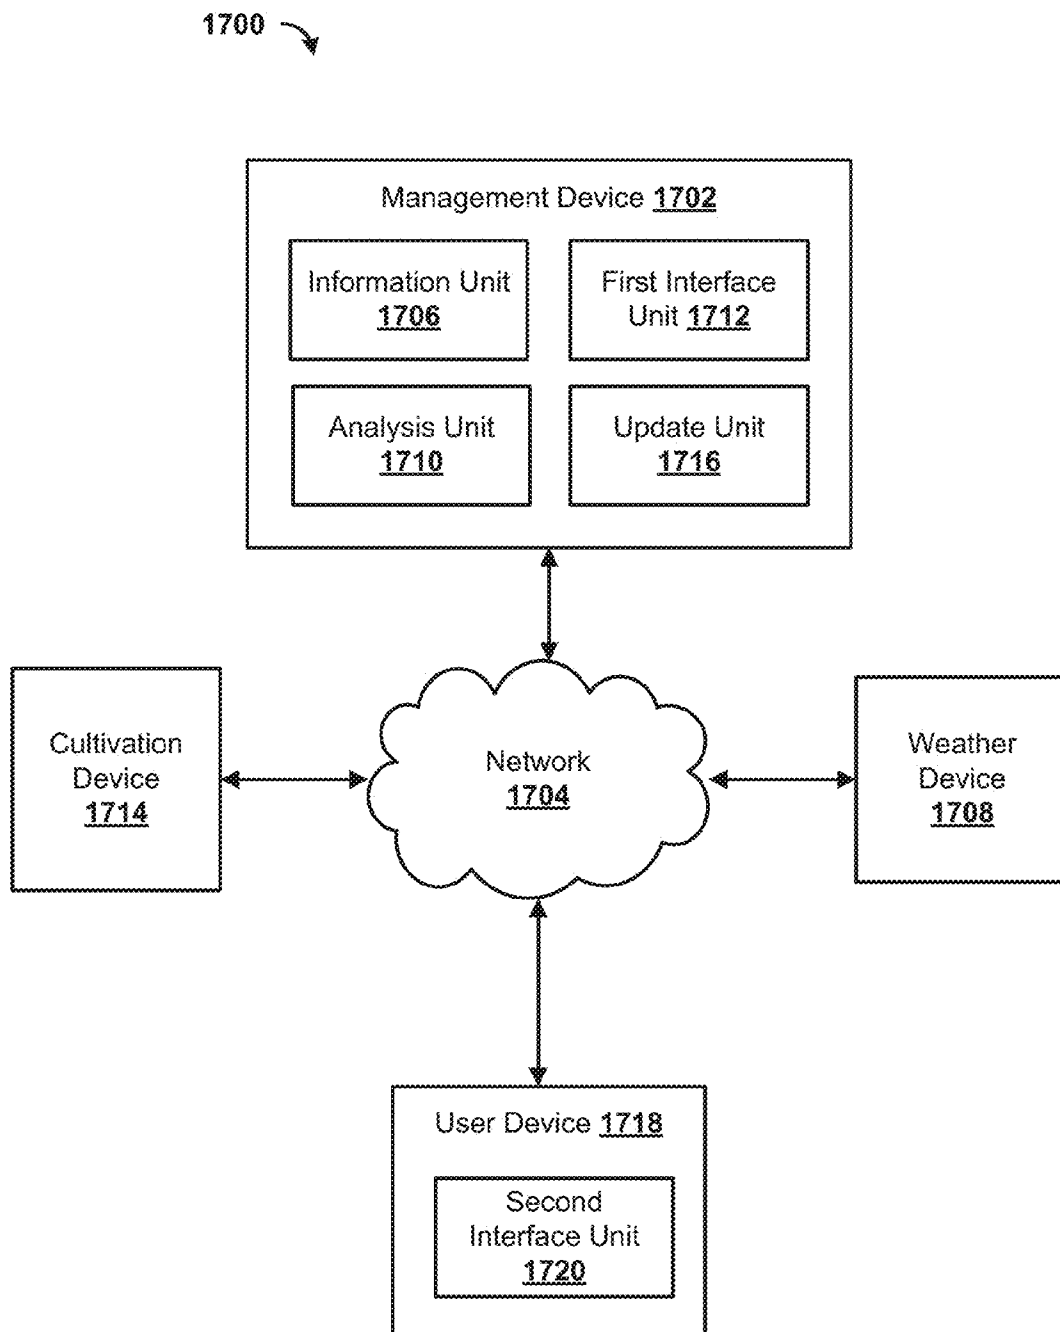 1700
Management Device 1702
Information Unit
1706
First Interface
Unit 1712
Analysis Unit
1710
Update Unit
1716
Cultivation
Device
1714
Network
1704
Weather
Device
1708
User Device 1718
Second
Interface Unit
1720